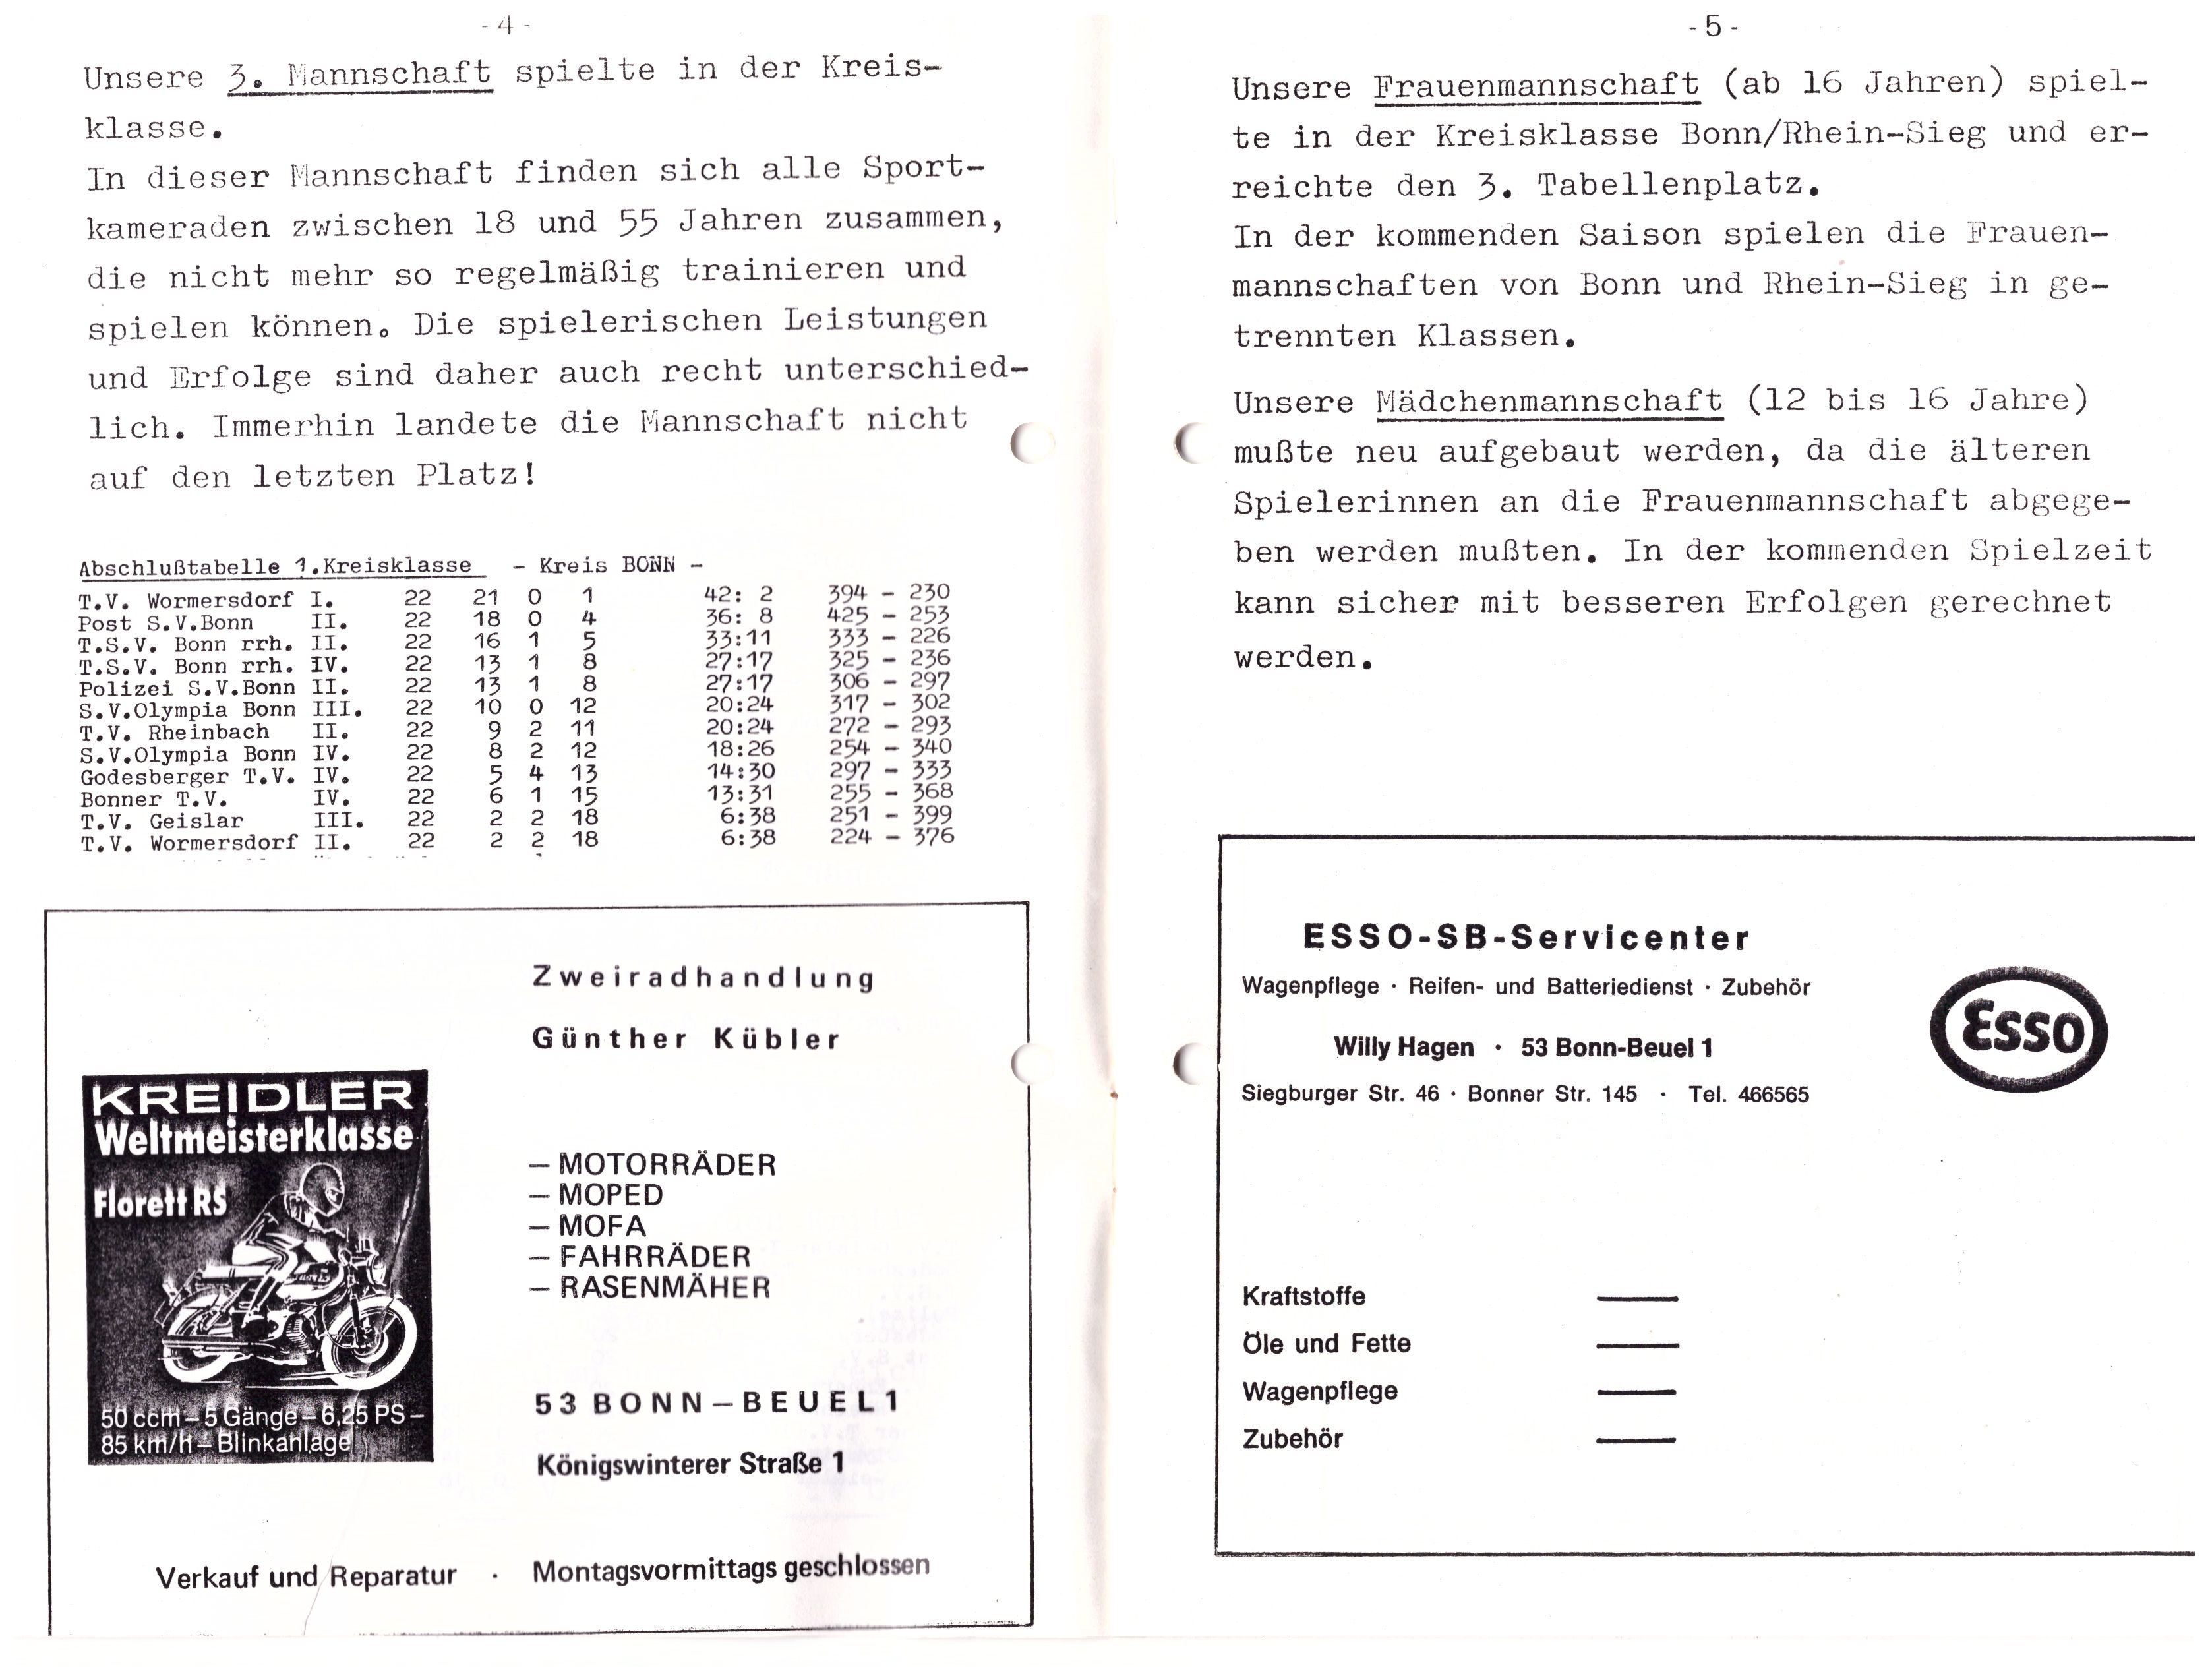 - 4 -
Unsere 3. Mannschaft spielte in der Kreis-
klasse.
In dieser Mannschaft finden sich alle Sport-
kameraden zwischen 18 und 55 Jahren zusammen,
die nicht mehr so regelmäßig trainieren und
spielen können. Die spielerischen Leistungen
und Erfolge sind daher auch recht unterschied-
lich. Immerhin landete die Mannschaft nicht
auf den letzten Platz!
Abschlußtabelle 1.Kreisklasse - Kreis BONN -
T.V. Wormersdorf I. 22 21 0 1 42: 2 394 - 230
Post S.V.Bonn II. 22 18 0 4 36: 8 425 - 253
T.S.V. Bonn rrh. II. 22 16 1 5 33:11 333 - 226
T.S.V. Bonn rrh. IV. 22 13 1 8 27:17 325 - 236
Polizei S.V.Bonn II. 22 13 1 8 27:17 306 - 297
S.V.Olympia Bonn III. 22 10 0 12 20:24 317 - 302
T.V. Rheinbach II. 22 9 2 11 20:24 272 - 293
S.V.Olympia Bonn IV. 22 8 2 12 18:26 254 - 340
Godesberger T.V. IV. 22 5 4 13 14:30 297 - 333
Bonner T.V. IV. 22 6 1 15 13:31 255 - 368
T.V. Geislar III. 22 2 2 18 6:38 251 - 399
T.V. Wormersdorf II. 22 2 2 18 6:38 224 - 376
Zweiradhandlung
Günther Kübler
KREIDLER
Weltmeisterklasse
Florett RS
50 ccm – 5 Gänge – 6,25 PS –
85 km/h – Blinkanlage
– MOTORRÄDER
– MOPED
– MOFA
– FAHRRÄDER
– RASENMÄHER
53 BONN – BEUEL 1
Königswinterer Straße 1
Verkauf und Reparatur · Montagsvormittags geschlossen
- 5 -
Unsere Frauenmannschaft (ab 16 Jahren) spiel-
te in der Kreisklasse Bonn/Rhein-Sieg und er-
reichte den 3. Tabellenplatz.
In der kommenden Saison spielen die Frauen-
mannschaften von Bonn und Rhein-Sieg in ge-
trennten Klassen.
Unsere Mädchenmannschaft (12 bis 16 Jahre)
mußte neu aufgebaut werden, da die älteren
Spielerinnen an die Frauenmannschaft abgege-
ben werden mußten. In der kommenden Spielzeit
kann sicher mit besseren Erfolgen gerechnet
werden.
ESSO-SB-Servicenter
Wagenpflege · Reifen- und Batteriedienst · Zubehör
Willy Hagen · 53 Bonn-Beuel 1
Siegburger Str. 46 · Bonner Str. 145 · Tel. 466565
Esso
Kraftstoffe
Öle und Fette
Wagenpflege
Zubehör